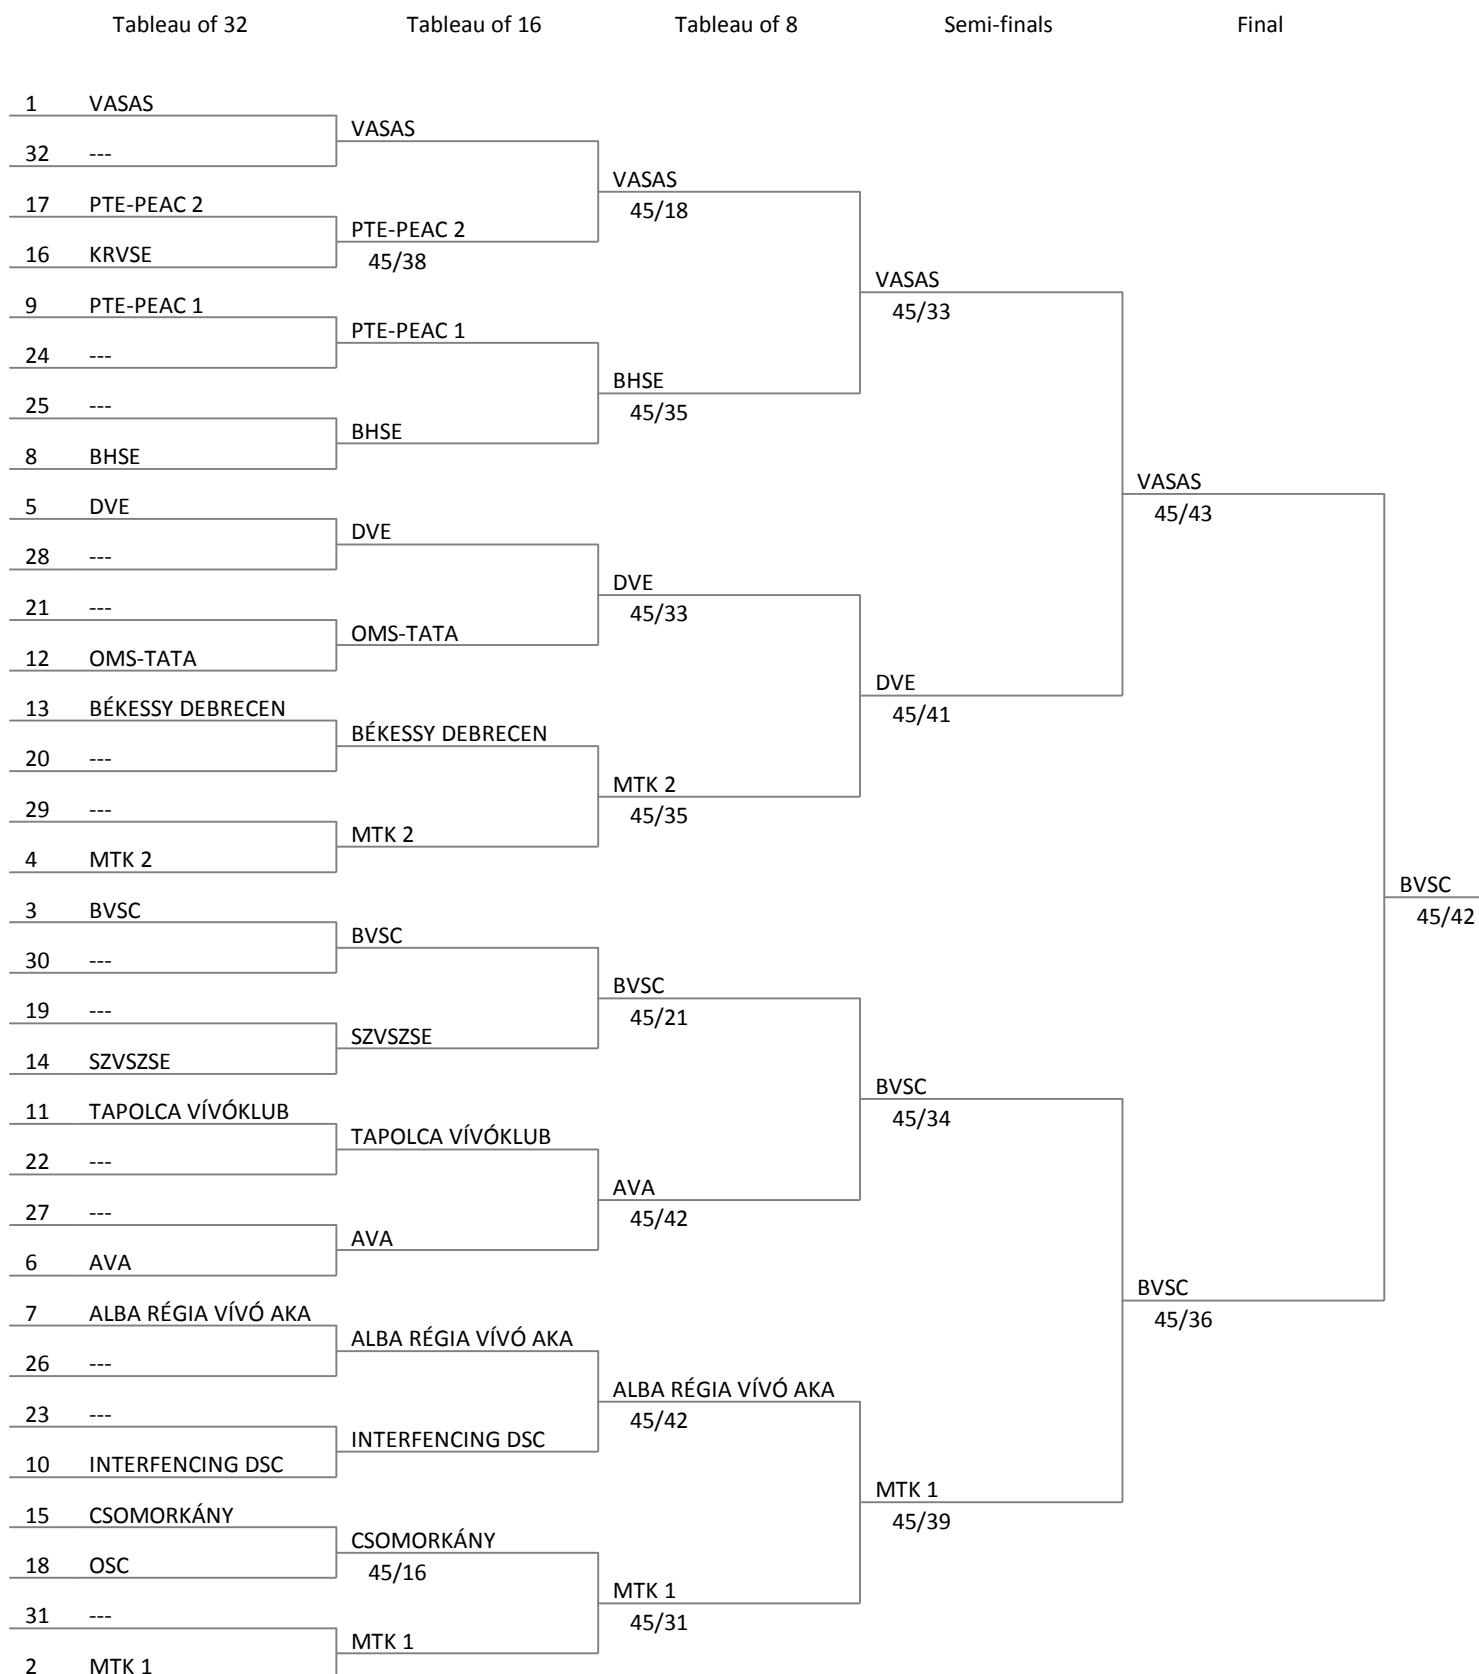 Tableau of 32 Tableau of 16 Tableau of 8 Semi-finals Final
1 VASAS
VASAS
32 ---
VASAS
17 PTE-PEAC 2
45/18
PTE-PEAC 2
16 KRVSE
45/38
VASAS
9 PTE-PEAC 1
45/33
PTE-PEAC 1
24 ---
BHSE
25 ---
45/35
BHSE
8 BHSE
VASAS
5 DVE
45/43
DVE
28 ---
DVE
21 ---
45/33
OMS-TATA
12 OMS-TATA
DVE
13 BÉKESSY DEBRECEN
45/41
BÉKESSY DEBRECEN
20 ---
MTK 2
29 ---
45/35
MTK 2
4 MTK 2
BVSC
3 BVSC
45/42
BVSC
30 ---
BVSC
19 ---
45/21
SZVSZSE
14 SZVSZSE
BVSC
11 TAPOLCA VÍVÓKLUB
45/34
TAPOLCA VÍVÓKLUB
22 ---
AVA
27 ---
45/42
AVA
6 AVA
BVSC
7 ALBA RÉGIA VÍVÓ AKA
45/36
ALBA RÉGIA VÍVÓ AKA
26 ---
ALBA RÉGIA VÍVÓ AKA
23 ---
45/42
INTERFENCING DSC
10 INTERFENCING DSC
MTK 1
15 CSOMORKÁNY
45/39
CSOMORKÁNY
18 OSC
45/16
MTK 1
31 ---
45/31
MTK 1
2 MTK 1